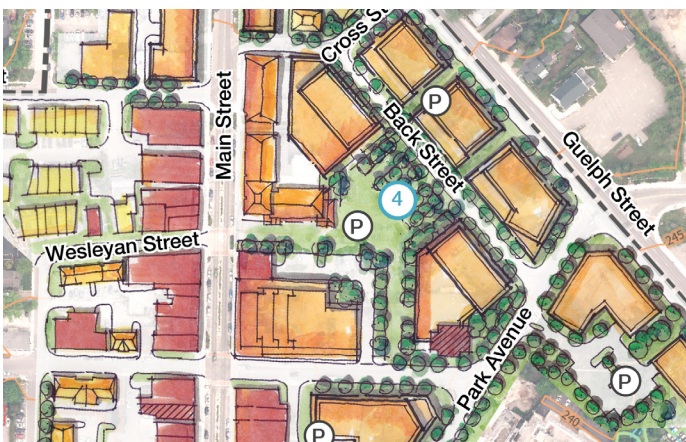 Cross St
P
Main Street
Back Street
Guelph Street
4
P
Wesleyan Street
245
Park Avenue
P
240
P